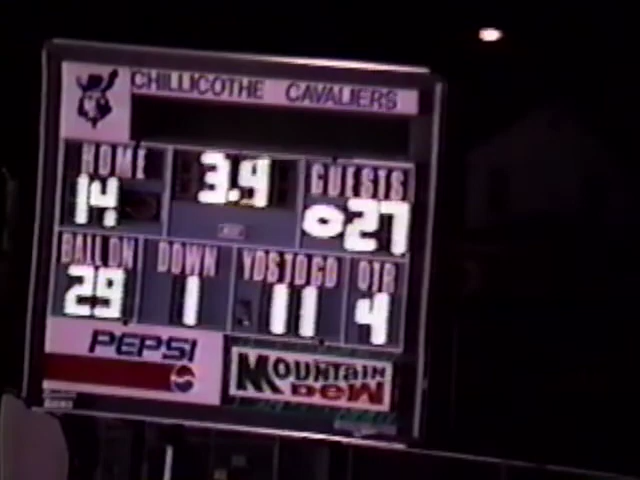 CHILLICOTHE CAVALIERS
HOME 3.9 GUESTS
14 27
BALL ON DOWN YDS TO GO QTR
29 1 11 4
PEPSI
MOUNTAIN
DEW